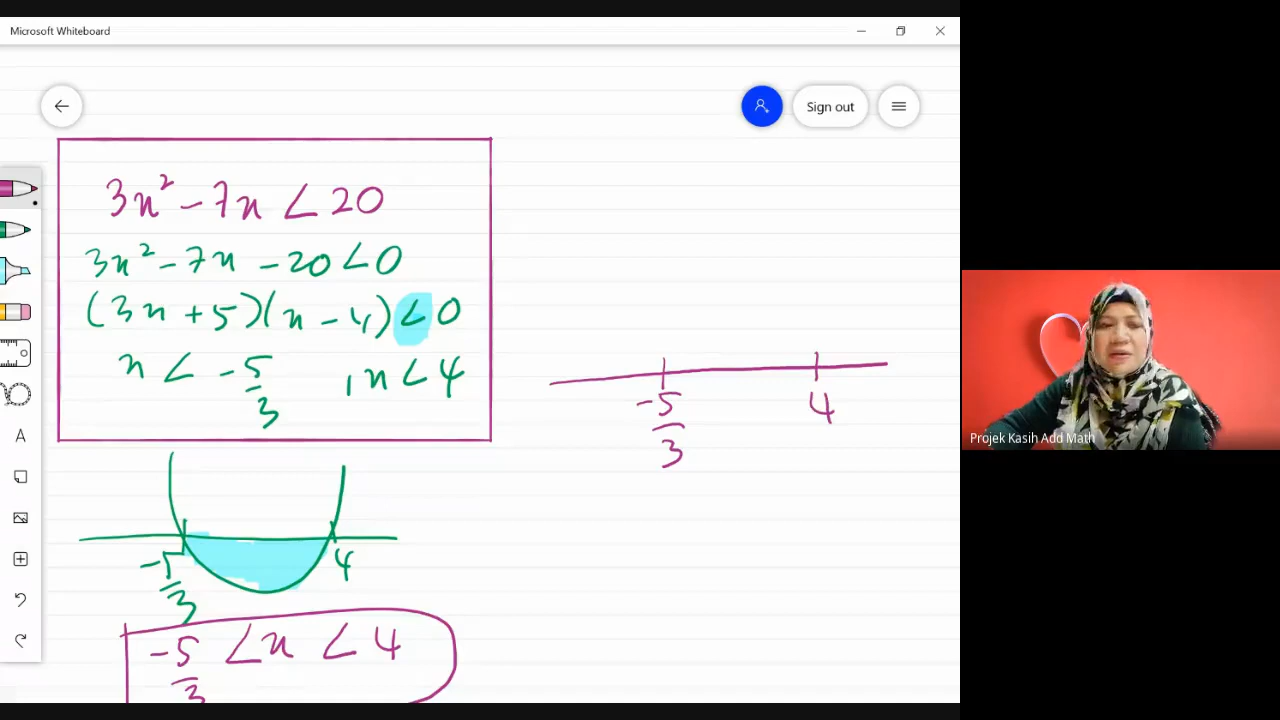 Microsoft Whiteboard
Sign out
3x² - 7x < 20
3x² - 7x - 20 < 0
(3x + 5)(x - 4) < 0
x < -5/3 , x < 4
-5/3 4
-5/3 4
-5/3 < x < 4
A
Projek Kasih Add Math